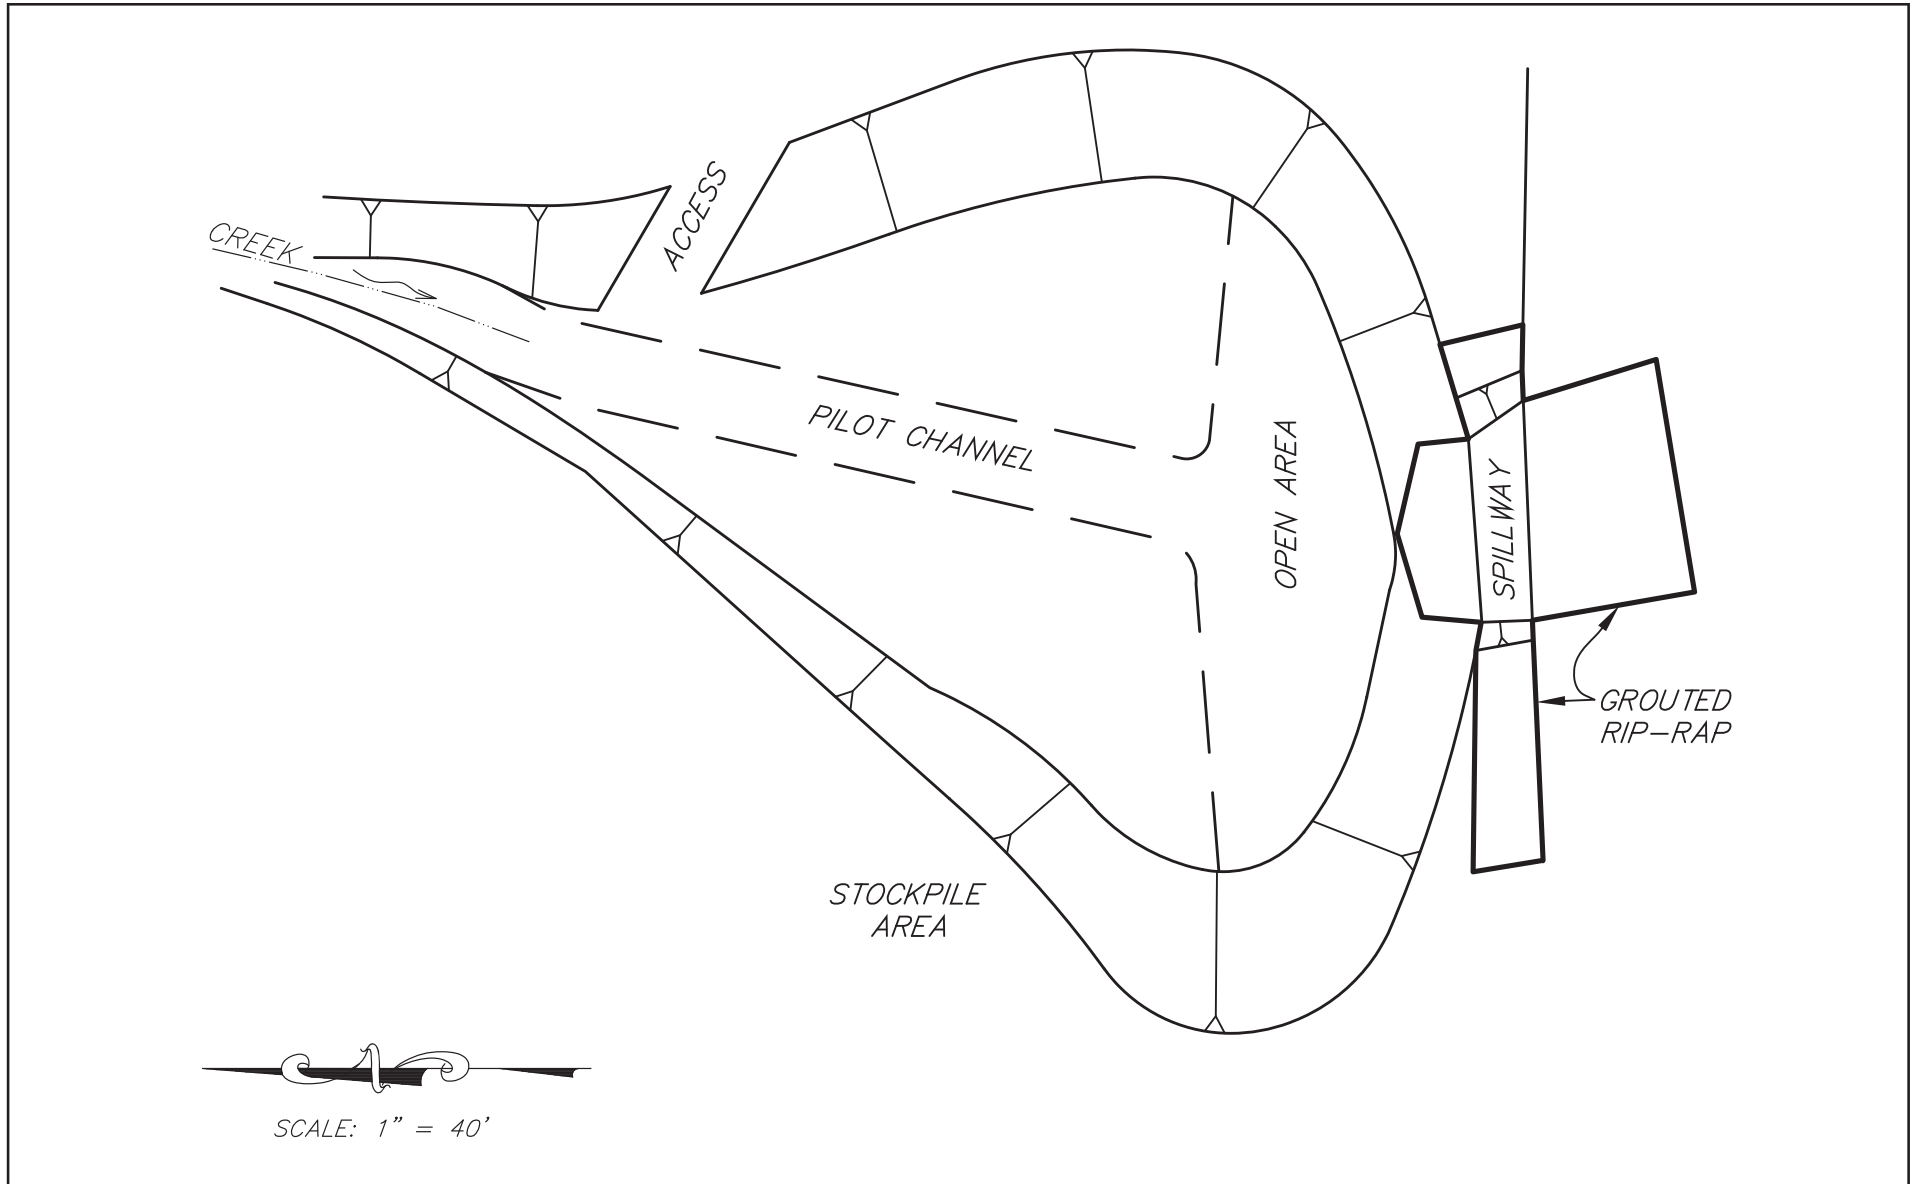 CREEK
ACCESS
PILOT CHANNEL
OPEN AREA
SPILLWAY
GROUTED
RIP-RAP
STOCKPILE
AREA
N
SCALE: 1" = 40'